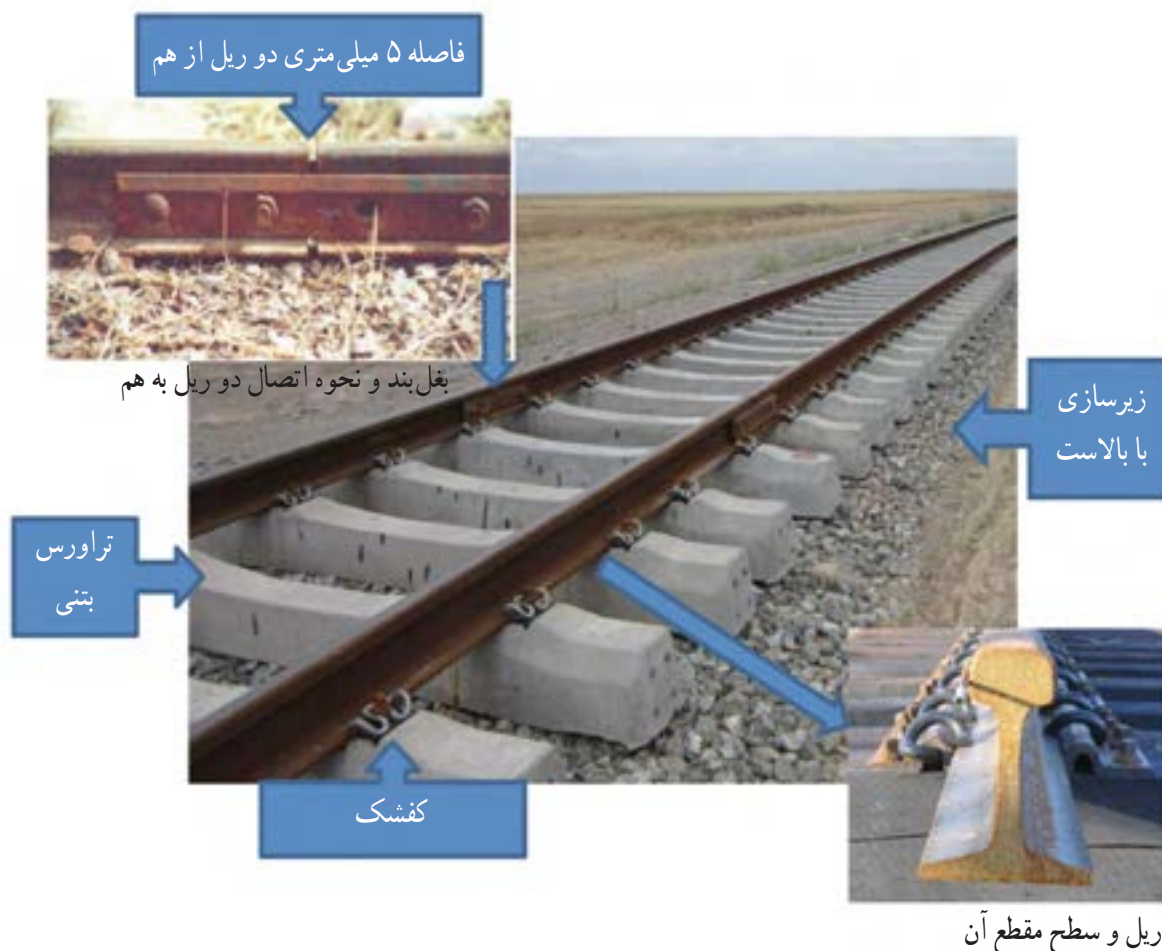 فاصله ۵ میلی‌متری دو ریل از هم
بغل‌بند و نحوه اتصال دو ریل به هم
زیرسازی
با بالاست
تراورس
بتنی
کفشک
ریل و سطح مقطع آن